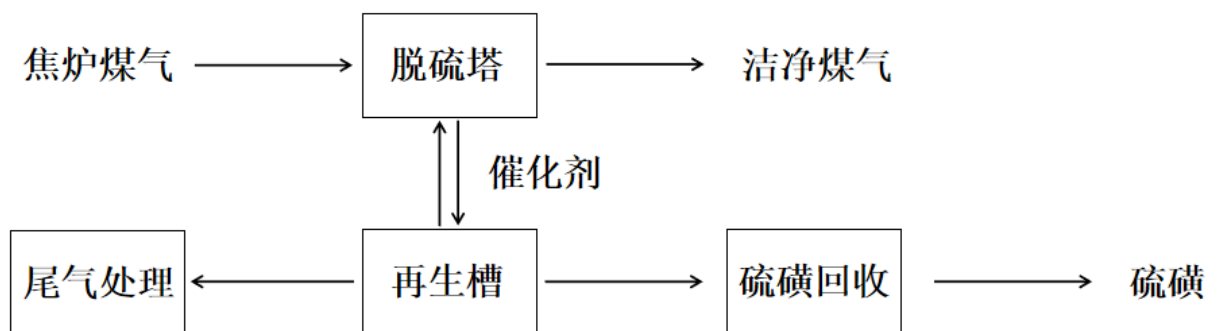 焦炉煤气
脱硫塔
洁净煤气
催化剂
尾气处理
再生槽
硫磺回收
硫磺